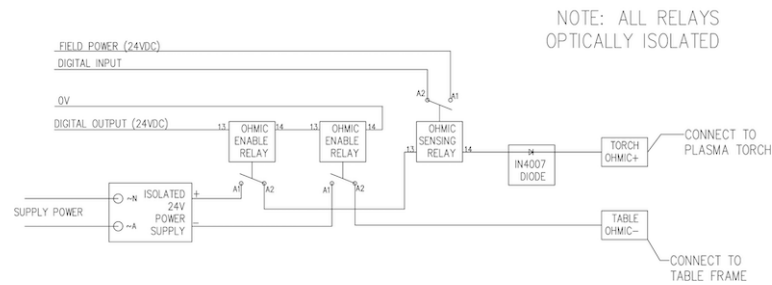 NOTE: ALL RELAYS
OPTICALLY ISOLATED
FIELD POWER (24VDC)
DIGITAL INPUT
A2
A1
0V
DIGITAL OUTPUT (24VDC)
13
OHMIC
ENABLE
RELAY
14
13
OHMIC
ENABLE
RELAY
14
OHMIC
SENSING
RELAY
13
14
IN4007
DIODE
TORCH
OHMIC+
CONNECT TO
PLASMA TORCH
A1
A2
A1
A2
SUPPLY POWER
~N
~A
ISOLATED
24V
POWER
SUPPLY
+
-
TABLE
OHMIC-
CONNECT TO
TABLE FRAME